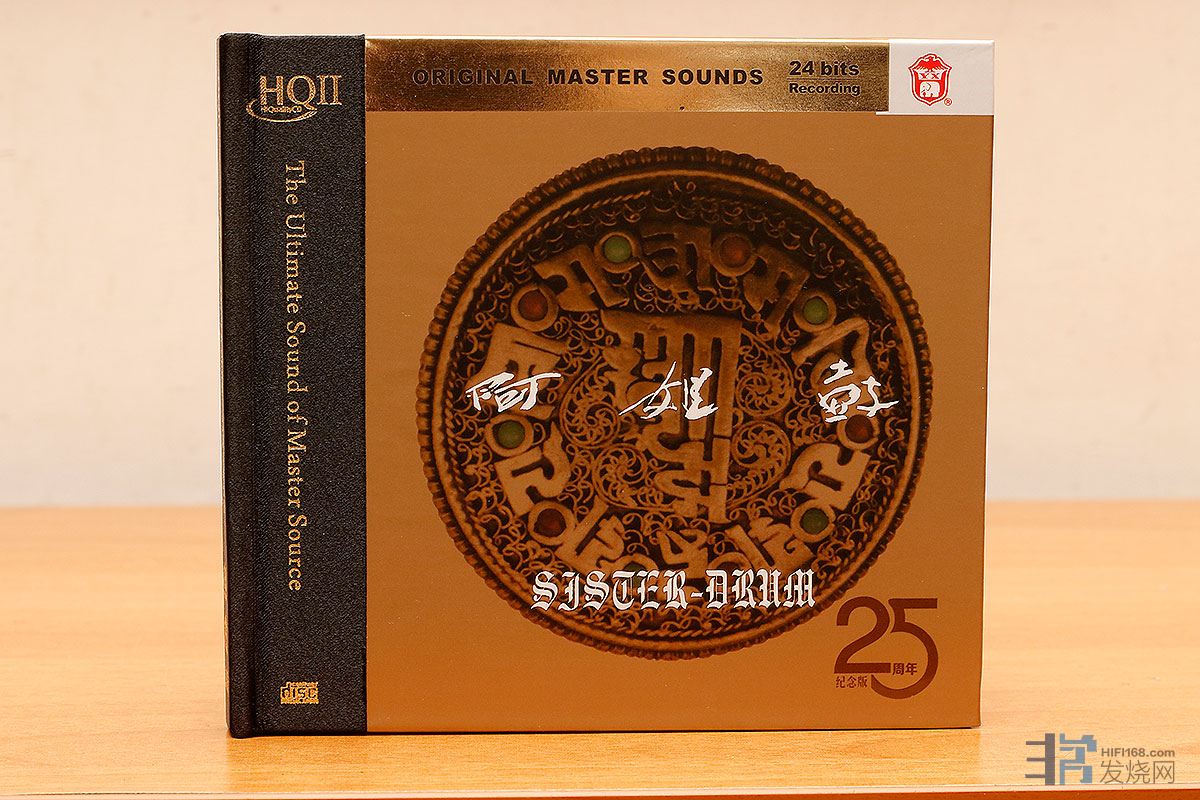 HQII
HiQualityCD
The Ultimate Sound of Master Source
disc
ORIGINAL MASTER SOUNDS
24 bits
Recording
®
阿姐鼓
SISTER-DRUM
25
周年
纪念版
HIFI168.com
发烧网